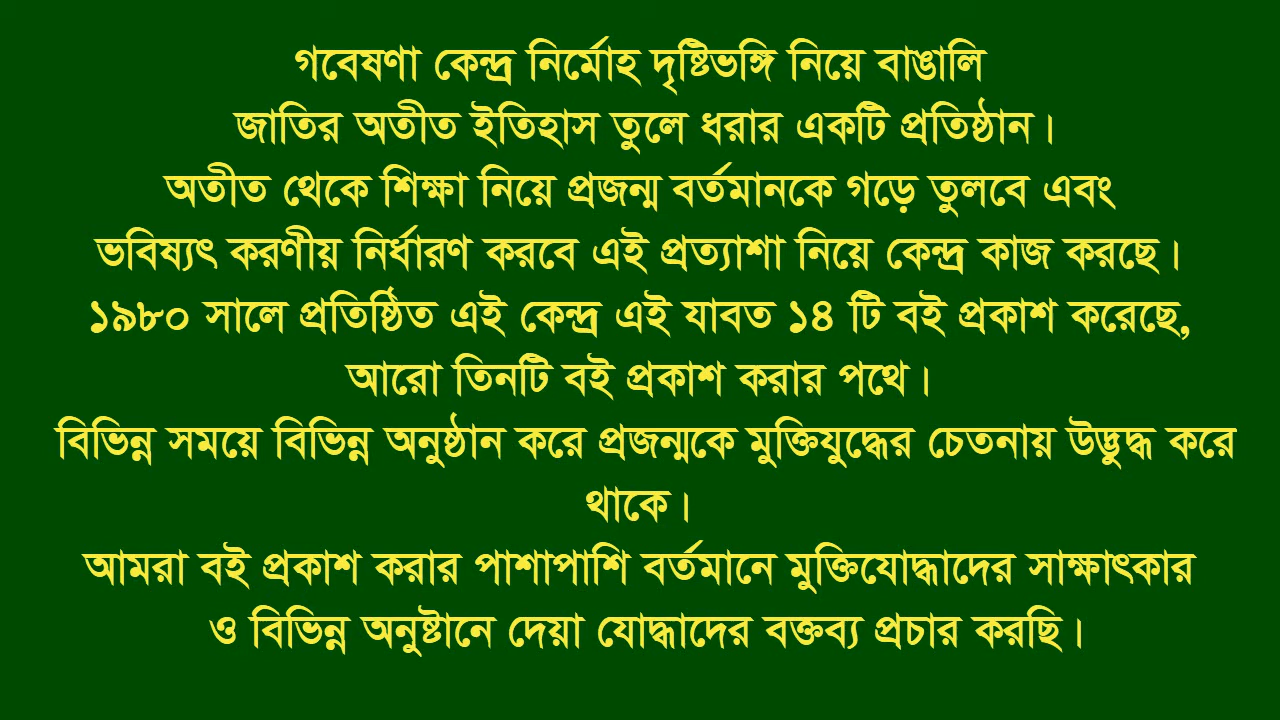 গবেষণা কেন্দ্র নির্মোহ দৃষ্টিভঙ্গি নিয়ে বাঙালি
জাতির অতীত ইতিহাস তুলে ধরার একটি প্রতিষ্ঠান।
অতীত থেকে শিক্ষা নিয়ে প্রজন্ম বর্তমানকে গড়ে তুলবে এবং
ভবিষ্যৎ করণীয় নির্ধারণ করবে এই প্রত্যাশা নিয়ে কেন্দ্র কাজ করছে।
১৯৮০ সালে প্রতিষ্ঠিত এই কেন্দ্র এই যাবত ১৪ টি বই প্রকাশ করেছে,
আরো তিনটি বই প্রকাশ করার পথে।
বিভিন্ন সময়ে বিভিন্ন অনুষ্ঠান করে প্রজন্মকে মুক্তিযুদ্ধের চেতনায় উদ্ভুদ্ধ করে
থাকে।
আমরা বই প্রকাশ করার পাশাপাশি বর্তমানে মুক্তিযোদ্ধাদের সাক্ষাৎকার
ও বিভিন্ন অনুষ্টানে দেয়া যোদ্ধাদের বক্তব্য প্রচার করছি।